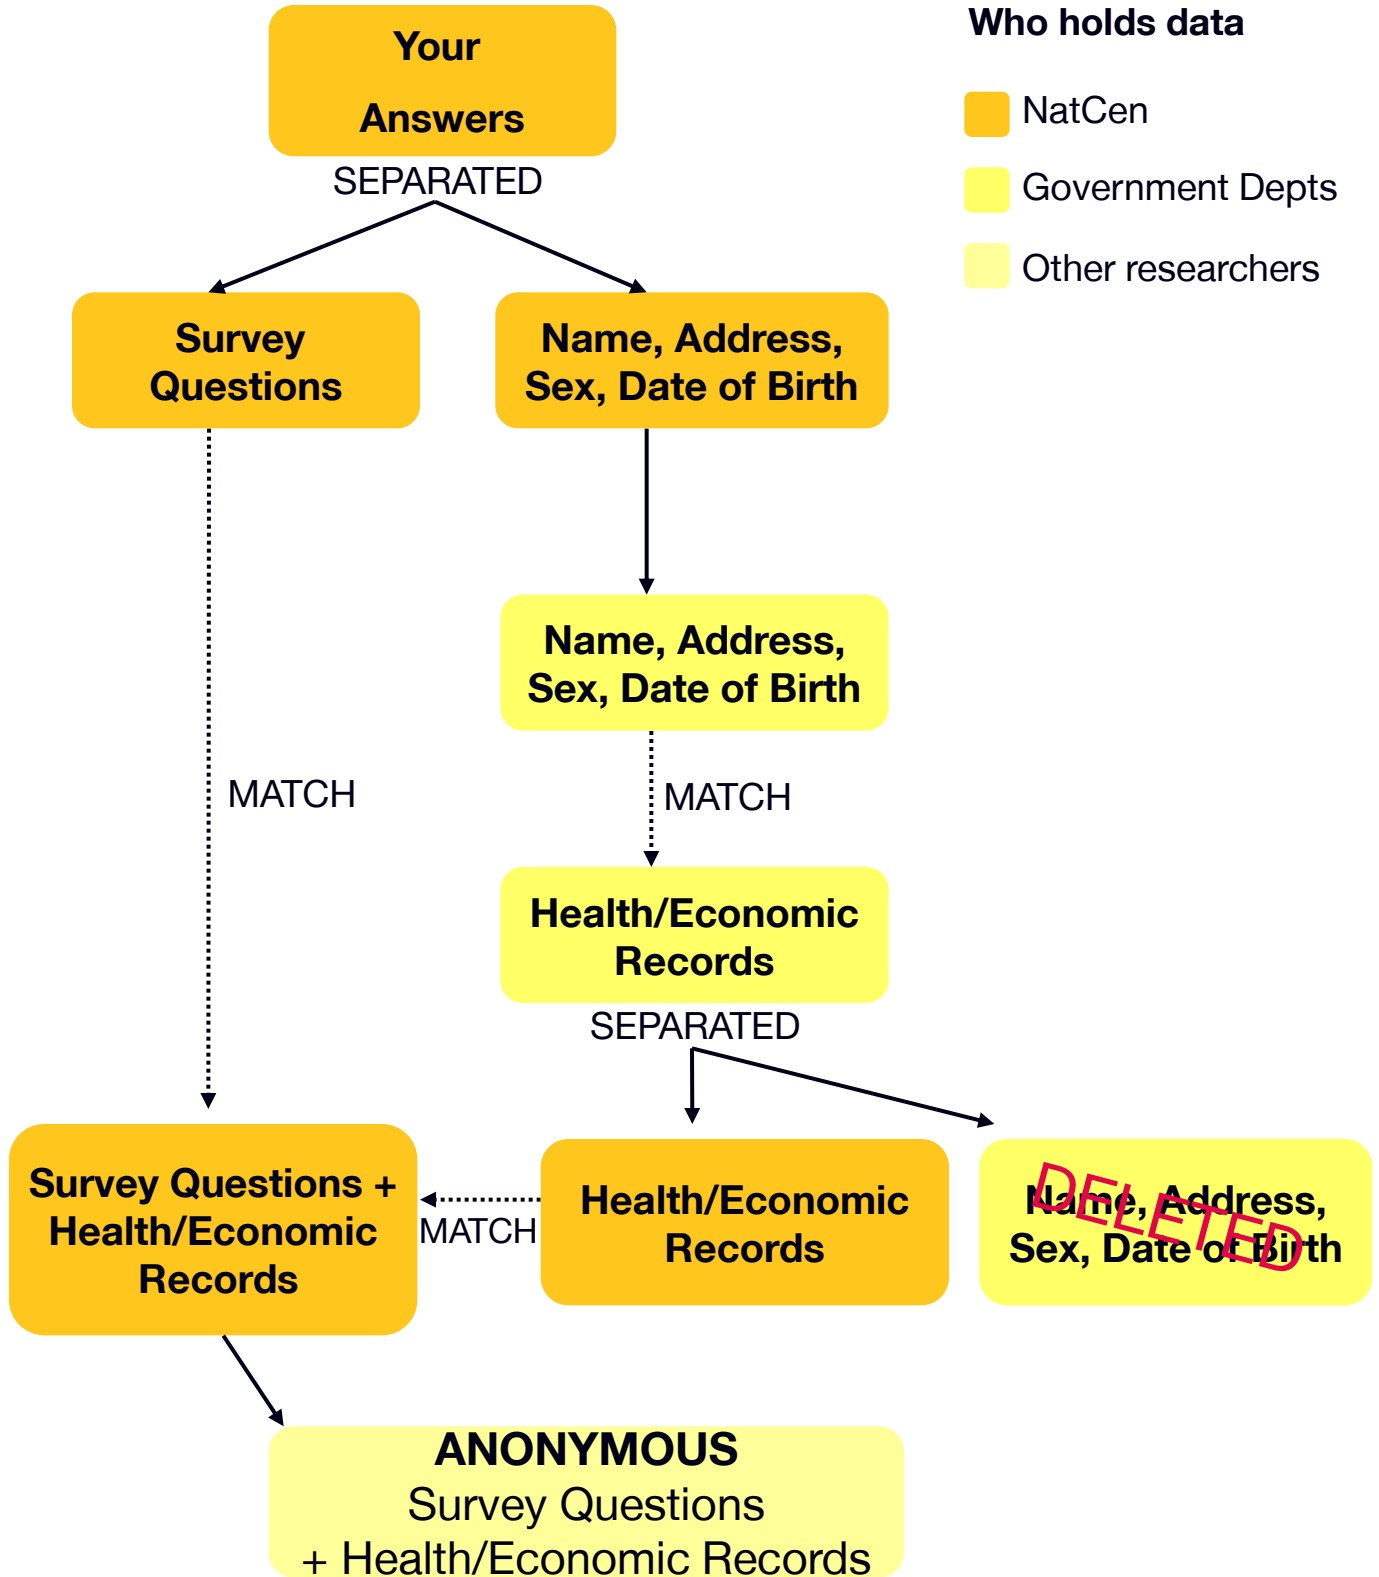 Your
Answers
SEPARATED
Who holds data
NatCen
Government Depts
Other researchers
Survey
Questions
Name, Address,
Sex, Date of Birth
Name, Address,
Sex, Date of Birth
MATCH
MATCH
Health/Economic
Records
SEPARATED
Survey Questions +
Health/Economic
Records
MATCH
Health/Economic
Records
Name, Address,
Sex, Date of Birth
DELETED
ANONYMOUS
Survey Questions
+ Health/Economic Records